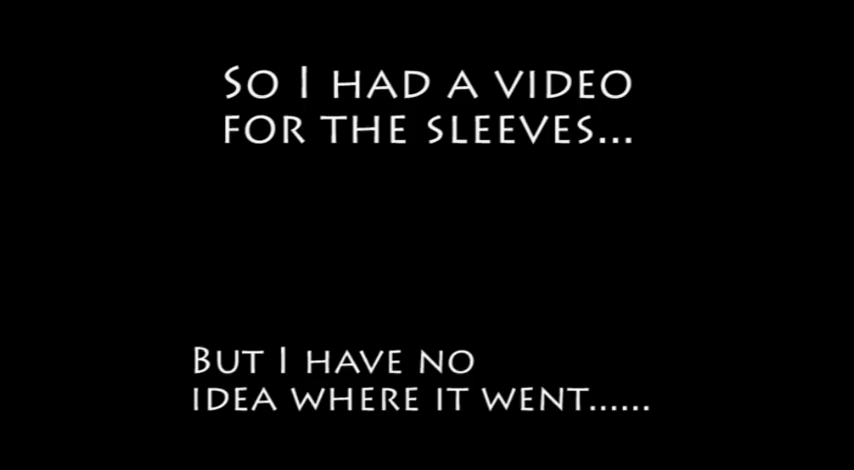 So I had a video
for the sleeves...
But I have no
idea where it went......